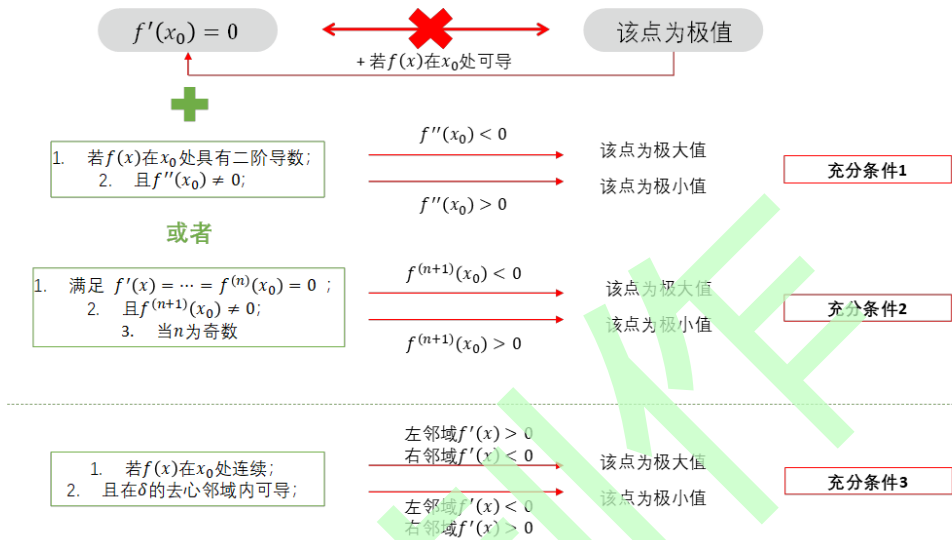 f′(x₀) = 0
该点为极值
+ 若f(x)在x₀处可导
1. 若f(x)在x₀处具有二阶导数；
2. 且f′′(x₀) ≠ 0;
f′′(x₀) < 0
f′′(x₀) > 0
该点为极大值
该点为极小值
充分条件1
或者
1. 满足 f′(x) = ⋯ = f⁽ⁿ⁾(x₀) = 0 ；
2. 且f⁽ⁿ⁺¹⁾(x₀) ≠ 0;
3. 当n为奇数
f⁽ⁿ⁺¹⁾(x₀) < 0
f⁽ⁿ⁺¹⁾(x₀) > 0
该点为极大值
该点为极小值
充分条件2
1. 若f(x)在x₀处连续；
2. 且在δ的去心邻域内可导；
左邻域f′(x) > 0
右邻域f′(x) < 0
左邻域f′(x) < 0
右邻域f′(x) > 0
该点为极大值
该点为极小值
充分条件3